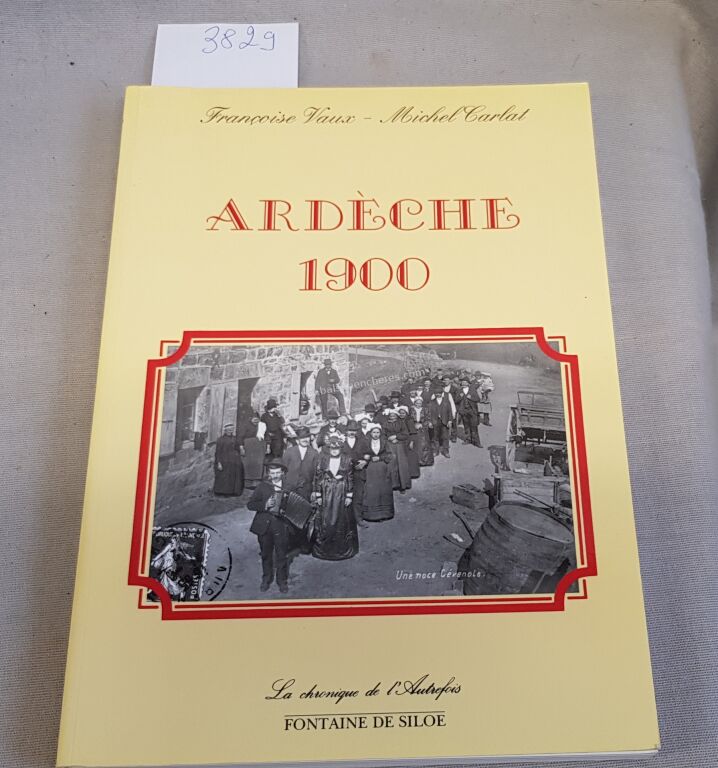 3829
Françoise Vaux - Michel Carlat
ARDÈCHE
1900
Une noce Cévenole.
La chronique de l'Autrefois
FONTAINE DE SILOE